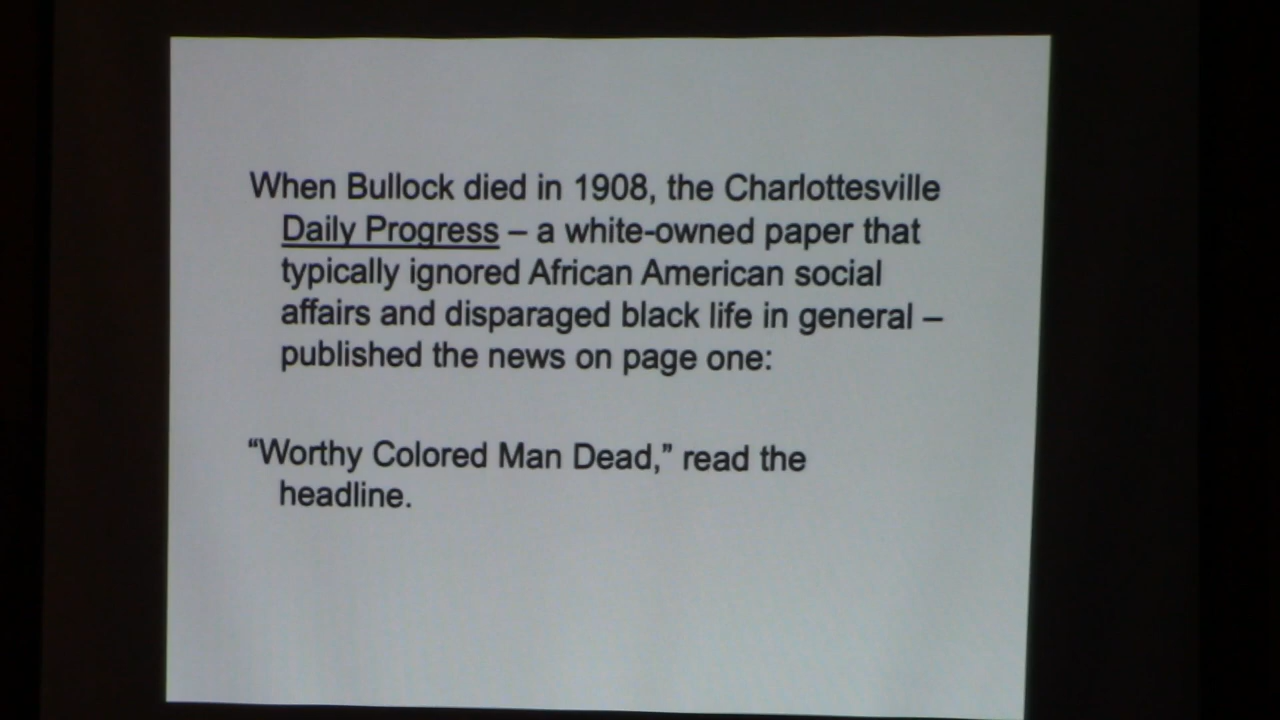 When Bullock died in 1908, the Charlottesville
Daily Progress – a white-owned paper that
typically ignored African American social
affairs and disparaged black life in general –
published the news on page one:
“Worthy Colored Man Dead,” read the
headline.